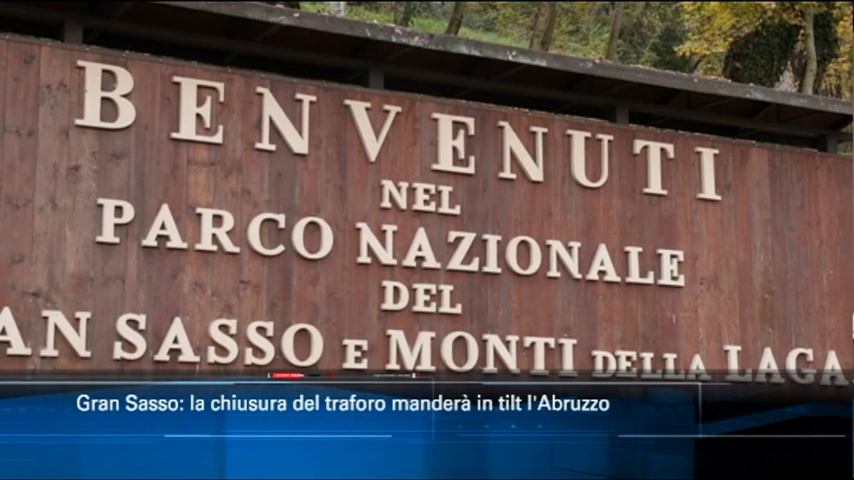 BENVENUTI
NEL
PARCO NAZIONALE
DEL
AN SASSO E MONTI DELLA LAGA
Gran Sasso: la chiusura del traforo manderà in tilt l'Abruzzo